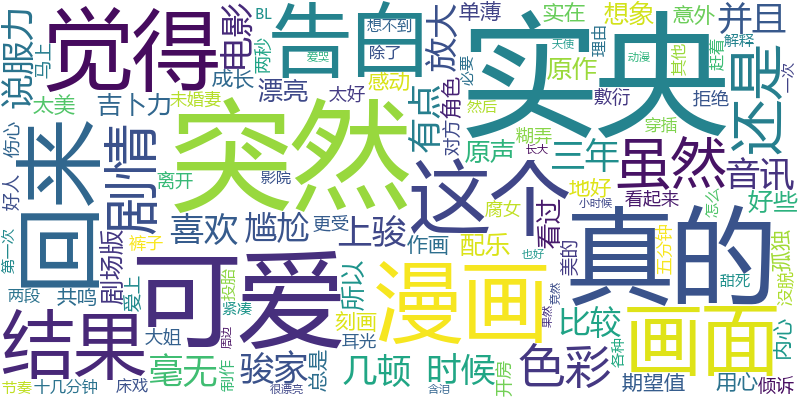 觉得
电影
告白
BL
想不到
除了
爱哭
放大
单薄
实在
天使
必要
想象
原作
意外
其他
并且
理由
解释
赶着
动漫
一次
说服力
马上
太美
成长
两秒
未婚妻
漂亮
太好
感动
然后
敷衍
拒绝
实央
还是
伤心
吉卜力
突然
有点
对方
角色
糊弄
穿插
好人
回来
剧情
离开
影院
原声
长大
三年
虽然
音讯
第一次
剧场版
裤子
喜欢
尴尬
更受
上骏
这个
看过
腐女
地好
小时候
看起来
好些
怎么
作画
配乐
美的
真的
五分钟
没脱
孤独
两段
共鸣
爱上
可爱
投胎
紧凑
所以
漫画
刻画
也好
果然
竟然
画面
甜死
内心
结果
大姐
周边
耳光
比较
各种
节奏
十几分钟
床戏
毫无
制作
骏家
很漂亮
总是
几顿
含泪
时候
开房
色彩
期望值
用心
倾诉